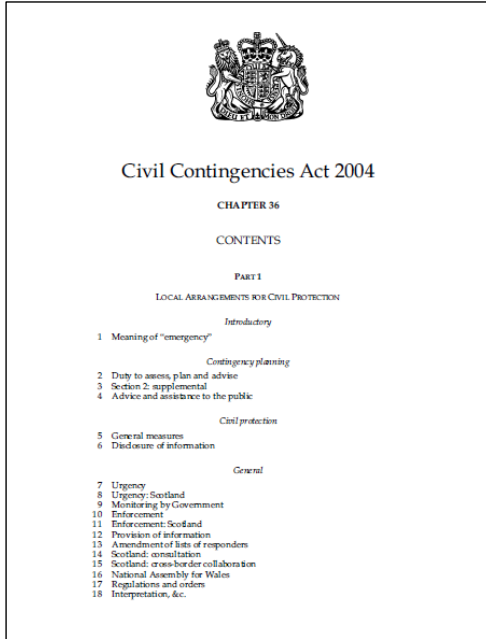 Civil Contingencies Act 2004
CHAPTER 36
CONTENTS
PART 1
LOCAL ARRANGEMENTS FOR CIVIL PROTECTION
Introductory
1 Meaning of “emergency”
Contingency planning
2 Duty to assess, plan and advise
3 Section 2: supplemental
4 Advice and assistance to the public
Civil protection
5 General measures
6 Disclosure of information
General
7 Urgency
8 Urgency: Scotland
9 Monitoring by Government
10 Enforcement
11 Enforcement: Scotland
12 Provision of information
13 Amendment of lists of responders
14 Scotland: consultation
15 Scotland: cross-border collaboration
16 National Assembly for Wales
17 Regulations and orders
18 Interpretation, &c.